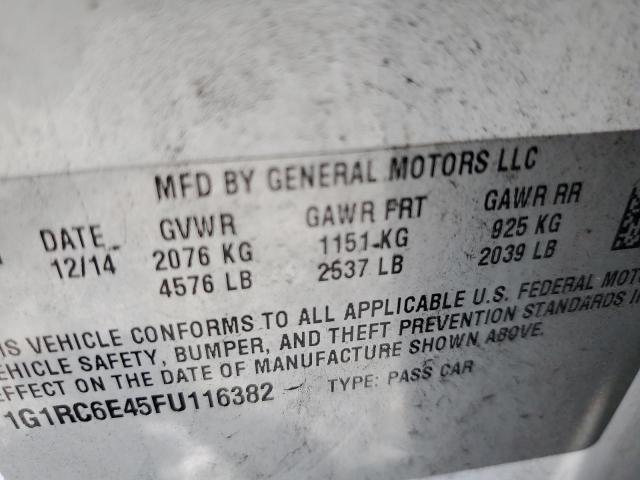 MFD BY GENERAL MOTORS LLC
DATE GVWR GAWR FRT GAWR RR
12/14 2076 KG 1151 KG 925 KG
4576 LB 2537 LB 2039 LB
IS VEHICLE CONFORMS TO ALL APPLICABLE U.S. FEDERAL MOT
EHICLE SAFETY, BUMPER, AND THEFT PREVENTION STANDARDS I
EFFECT ON THE DATE OF MANUFACTURE SHOWN ABOVE.
1G1RC6E45FU116382 TYPE: PASS CAR